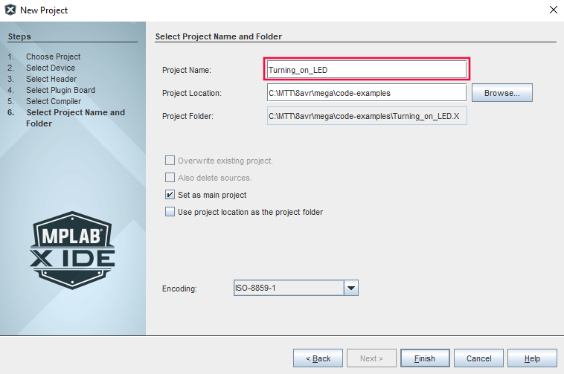 New Project
Steps
1. Choose Project
2. Select Device
3. Select Header
4. Select Plugin Board
5. Select Compiler
6. Select Project Name and
Folder
MPLAB®
X IDE
Select Project Name and Folder
Project Name: Turning_on_LED
Project Location: C:\MTT\8avr\mega\code-examples Browse...
Project Folder: C:\MTT\8avr\mega\code-examples\Turning_on_LED.X
Overwrite existing project.
Also delete sources.
Set as main project
Use project location as the project folder
Encoding: ISO-8859-1
< Back Next > Finish Cancel Help